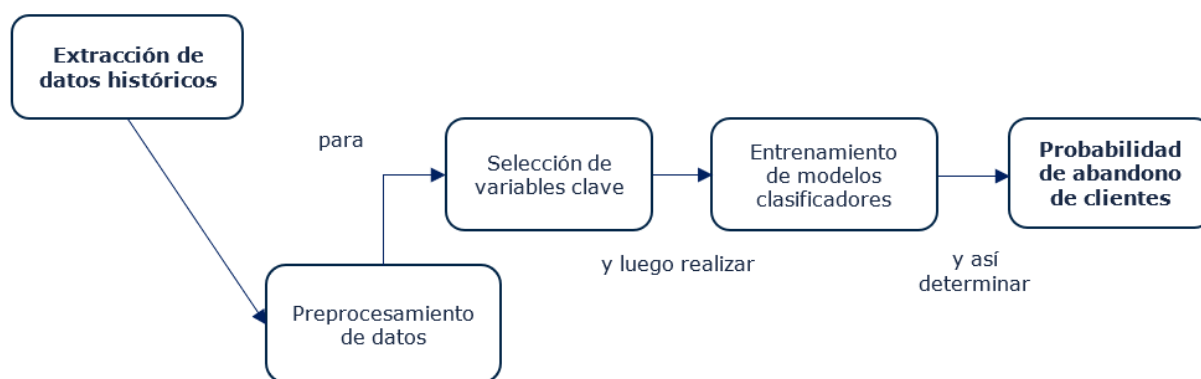 Extracción de
datos históricos
Preprocesamiento
de datos
para
Selección de
variables clave
y luego realizar
Entrenamiento
de modelos
clasificadores
y así
determinar
Probabilidad
de abandono
de clientes